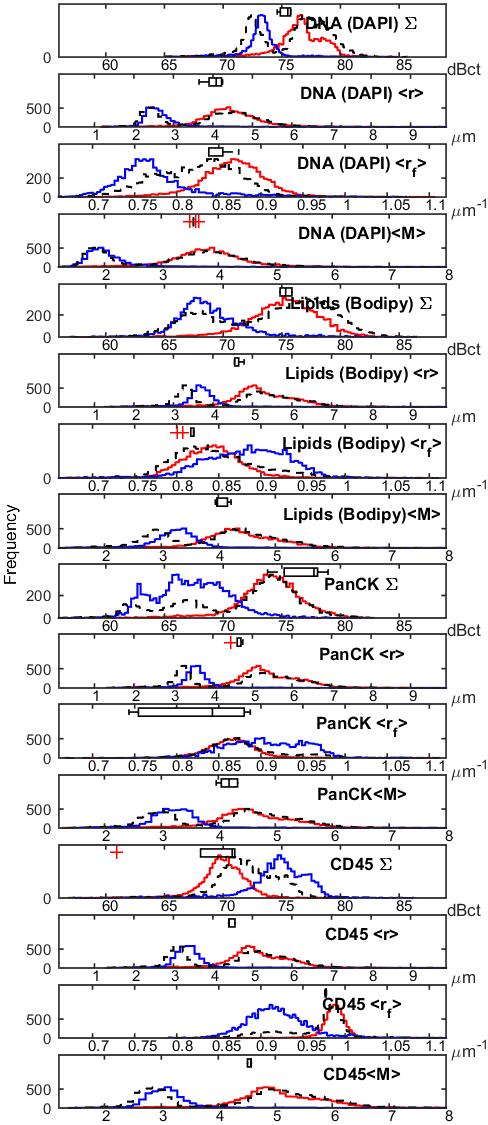 DNA (DAPI) Σ
0
60 65 70 75 80 85
dBct
DNA (DAPI) <r>
500
0
1 2 3 4 5 6 7 8 9
μm
DNA (DAPI) <r_f>
200
0
0.7 0.75 0.8 0.85 0.9 0.95 1 1.05 1.1
μm⁻¹
DNA (DAPI)<M>
500
0
2 3 4 5 6 7 8
Lipids (Bodipy) Σ
200
0
60 65 70 75 80 85
dBct
Lipids (Bodipy) <r>
500
0
1 2 3 4 5 6 7 8 9
μm
Lipids (Bodipy) <r_f>
500
0
0.7 0.75 0.8 0.85 0.9 0.95 1 1.05 1.1
μm⁻¹
Lipids (Bodipy)<M>
500
0
2 3 4 5 6 7 8
Frequency
PanCK Σ
200
0
60 65 70 75 80 85
dBct
PanCK <r>
500
0
1 2 3 4 5 6 7 8 9
μm
PanCK <r_f>
500
0
0.7 0.75 0.8 0.85 0.9 0.95 1 1.05 1.1
μm⁻¹
PanCK<M>
500
0
2 3 4 5 6 7 8
CD45 Σ
200
0
60 65 70 75 80 85
dBct
CD45 <r>
500
0
1 2 3 4 5 6 7 8 9
μm
CD45 <r_f>
500
0
0.7 0.75 0.8 0.85 0.9 0.95 1 1.05 1.1
μm⁻¹
CD45<M>
500
0
2 3 4 5 6 7 8